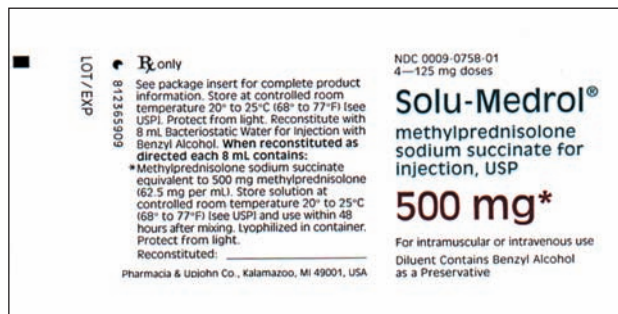 LOT/EXP
812365909
Rx only
See package insert for complete product
information. Store at controlled room
temperature 20° to 25°C (68° to 77°F) [see
USP]. Protect from light. Reconstitute with
8 mL Bacteriostatic Water for Injection with
Benzyl Alcohol. When reconstituted as
directed each 8 mL contains:
*Methylprednisolone sodium succinate
equivalent to 500 mg methylprednisolone
(62.5 mg per mL). Store solution at
controlled room temperature 20° to 25°C
(68° to 77°F) [see USP] and use within 48
hours after mixing. Lyophilized in container.
Protect from light.
Reconstituted:
Pharmacia & Upjohn Co., Kalamazoo, MI 49001, USA
NDC 0009-0758-01
4—125 mg doses
Solu-Medrol®
methylprednisolone
sodium succinate for
injection, USP
500 mg*
For intramuscular or intravenous use
Diluent Contains Benzyl Alcohol
as a Preservative